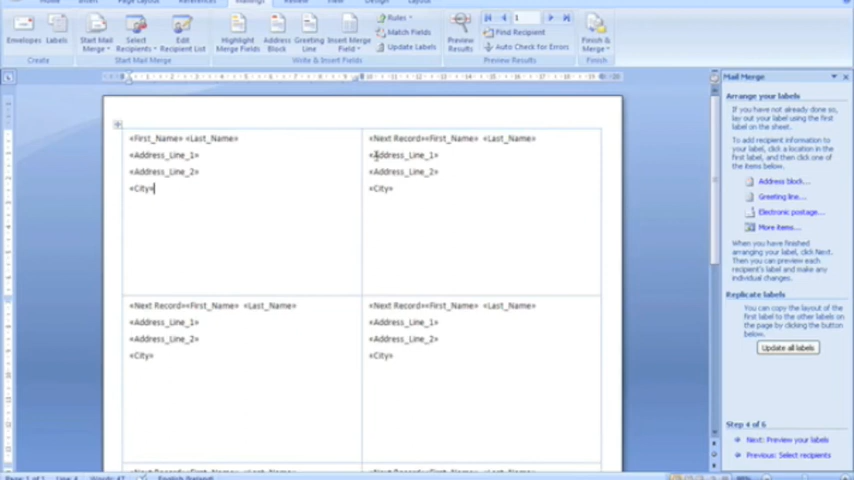 Mailings
Rules
Match Fields
Update Labels
1
Find Recipient
Auto Check for Errors
Envelopes Labels
Start Mail Merge
Select Recipients
Edit Recipient List
Highlight Merge Fields
Address Block
Greeting Line
Insert Merge Field
Preview Results
Finish & Merge
Create
Start Mail Merge
Write & Insert Fields
Preview Results
Finish
«First_Name» «Last_Name»
«Address_Line_1»
«Address_Line_2»
«City»
«Next Record»«First_Name» «Last_Name»
«Address_Line_1»
«Address_Line_2»
«City»
«Next Record»«First_Name» «Last_Name»
«Address_Line_1»
«Address_Line_2»
«City»
«Next Record»«First_Name» «Last_Name»
«Address_Line_1»
«Address_Line_2»
«City»
Mail Merge
Arrange your labels
If you have not already done so,
lay out your label using the first
label on the sheet.
To add recipient information to
your label, click a location in the
first label, and then click one of
the items below.
Address block...
Greeting line...
Electronic postage...
More items...
When you have finished
arranging your label, click Next.
Then you can preview each
recipient's label and make any
individual changes.
Replicate labels
You can copy the layout of the
first label to the other labels on
the page by clicking the button
below.
Update all labels
Step 4 of 6
Next: Preview your labels
Previous: Select recipients